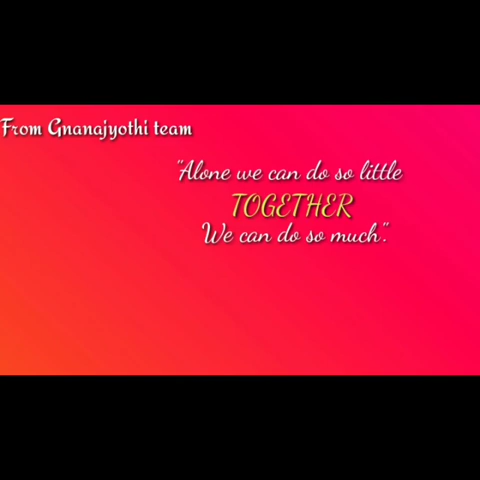 From Gnanajyothi team
"Alone we can do so little
TOGETHER
We can do so much".